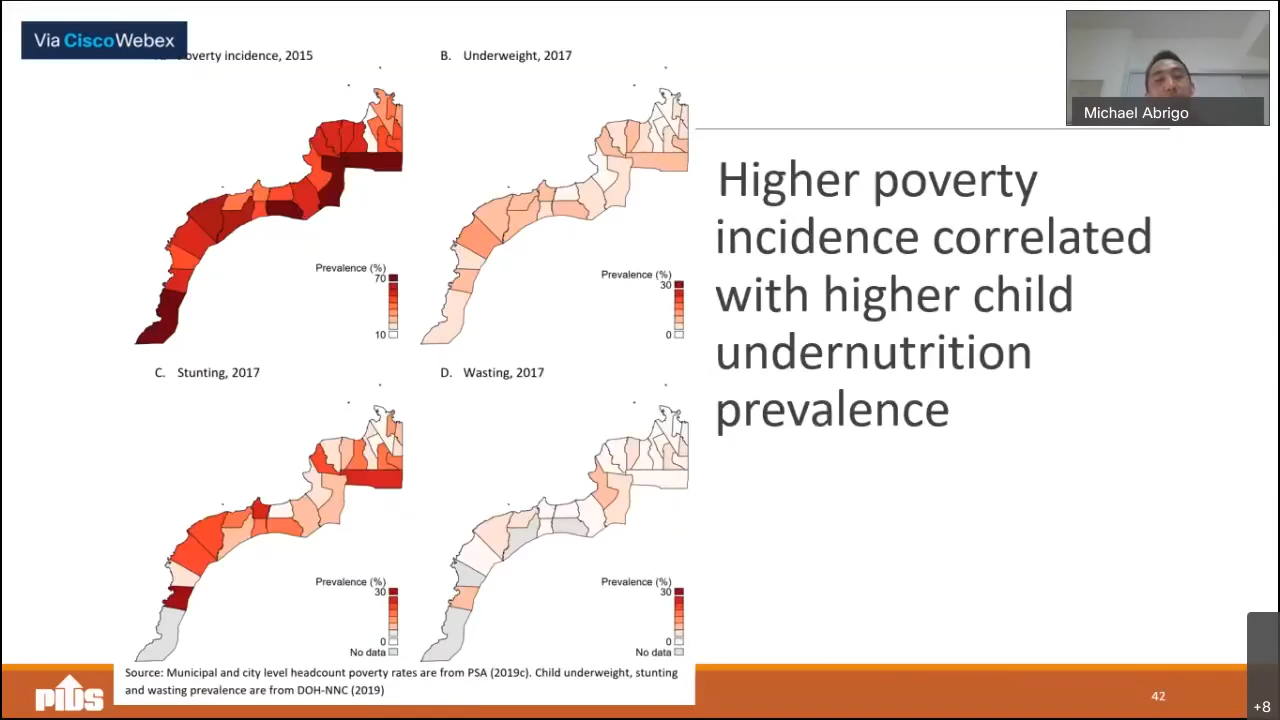 Via CiscoWebex
overty incidence, 2015
B. Underweight, 2017
Michael Abrigo
Higher poverty
incidence correlated
with higher child
undernutrition
prevalence
Prevalence (%)
70
10
Prevalence (%)
30
0
C. Stunting, 2017
D. Wasting, 2017
Prevalence (%)
30
0
No data
Prevalence (%)
30
0
No data
Source: Municipal and city level headcount poverty rates are from PSA (2019c). Child underweight, stunting
and wasting prevalence are from DOH-NNC (2019)
PIDS
42
+8